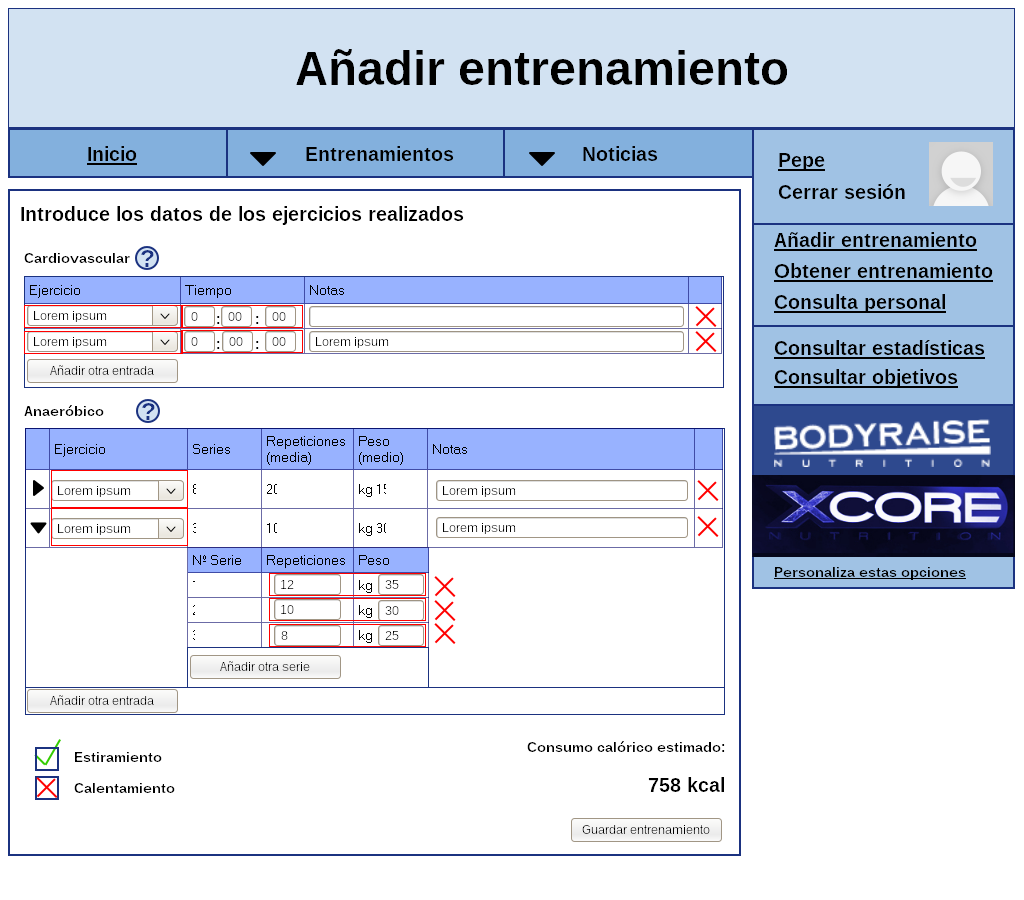 Añadir entrenamiento
Inicio
Entrenamientos
Noticias
Pepe
Cerrar sesión
Introduce los datos de los ejercicios realizados
Cardiovascular ?
Ejercicio Tiempo Notas
Lorem ipsum 0 : 00 : 00
Lorem ipsum 0 : 00 : 00 Lorem ipsum
Añadir otra entrada
Anaeróbico ?
Ejercicio Series Repeticiones (media) Peso (medio) Notas
Lorem ipsum 8 20 kg 15 Lorem ipsum
Lorem ipsum 3 10 kg 30 Lorem ipsum
Nº Serie Repeticiones Peso
12 kg 35
2 10 kg 30
3 8 kg 25
Añadir otra serie
Añadir otra entrada
Estiramiento
Calentamiento
Consumo calórico estimado:
758 kcal
Guardar entrenamiento
Añadir entrenamiento
Obtener entrenamiento
Consulta personal
Consultar estadísticas
Consultar objetivos
BODYRAISE
NUTRITION
XCORE
NUTRITION
Personaliza estas opciones